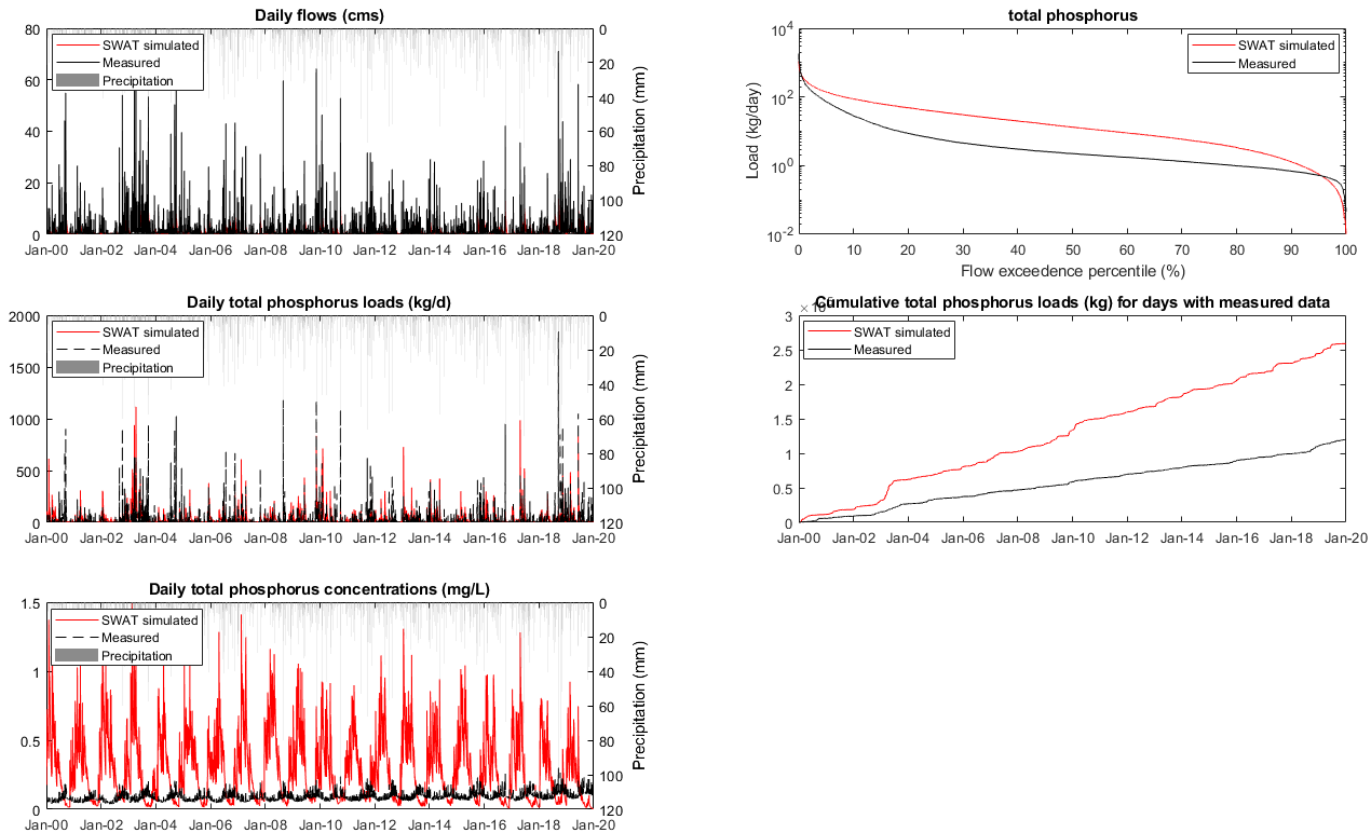 Daily flows (cms)
80
60
40
20
0
SWAT simulated
Measured
Precipitation
0
20
40
60
80
100
120
Precipitation (mm)
Jan-00 Jan-02 Jan-04 Jan-06 Jan-08 Jan-10 Jan-12 Jan-14 Jan-16 Jan-18 Jan-20
total phosphorus
Load (kg/day)
10^4
10^2
10^0
10^-2
SWAT simulated
Measured
0 10 20 30 40 50 60 70 80 90 100
Flow exceedence percentile (%)
Daily total phosphorus loads (kg/d)
2000
1500
1000
500
0
SWAT simulated
Measured
Precipitation
0
20
40
60
80
100
120
Precipitation (mm)
Jan-00 Jan-02 Jan-04 Jan-06 Jan-08 Jan-10 Jan-12 Jan-14 Jan-16 Jan-18 Jan-20
Cumulative total phosphorus loads (kg) for days with measured data
3
2.5
2
1.5
1
0.5
0
SWAT simulated
Measured
Jan-00 Jan-02 Jan-04 Jan-06 Jan-08 Jan-10 Jan-12 Jan-14 Jan-16 Jan-18 Jan-20
Daily total phosphorus concentrations (mg/L)
1.5
1
0.5
0
SWAT simulated
Measured
Precipitation
0
20
40
60
80
100
120
Precipitation (mm)
Jan-00 Jan-02 Jan-04 Jan-06 Jan-08 Jan-10 Jan-12 Jan-14 Jan-16 Jan-18 Jan-20